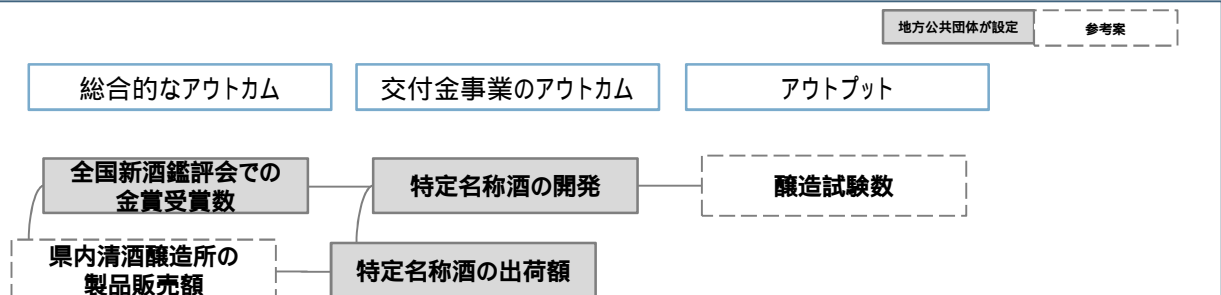 地方公共団体が設定
参考案
総合的なアウトカム
交付金事業のアウトカム
アウトプット
全国新酒鑑評会での
金賞受賞数
特定名称酒の開発
醸造試験数
県内清酒醸造所の
製品販売額
特定名称酒の出荷額